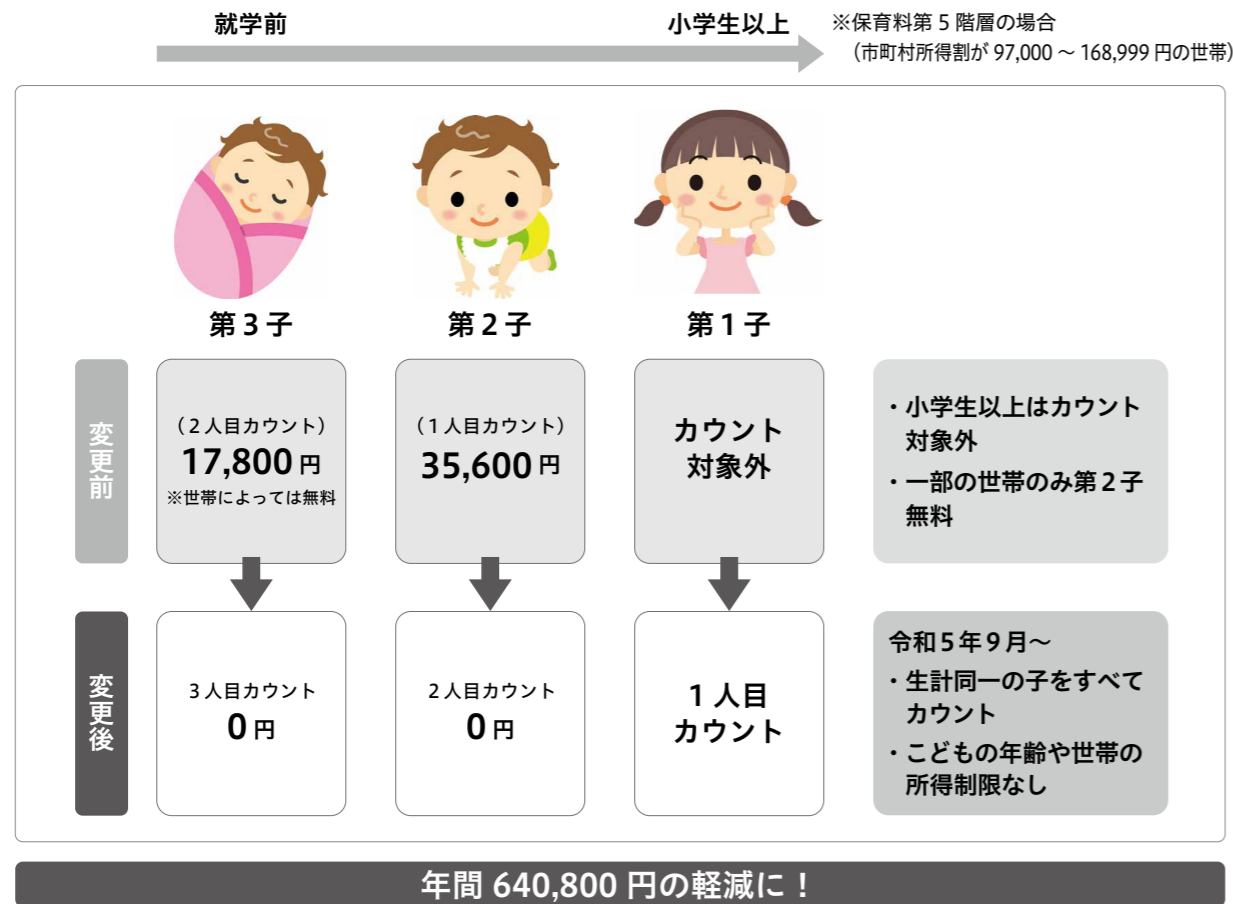 就学前
小学生以上
※保育料第5階層の場合
（市町村所得割が 97,000 ～ 168,999 円の世帯）
第3子
第2子
第1子
変更前
（2人目カウント）
17,800 円
※世帯によっては無料
（1人目カウント）
35,600 円
カウント
対象外
・小学生以上はカウント
対象外
・一部の世帯のみ第2子
無料
変更後
3人目カウント
0 円
2人目カウント
0 円
1人目
カウント
令和5年9月～
・生計同一の子をすべて
カウント
・こどもの年齢や世帯の
所得制限なし
年間 640,800 円の軽減に！